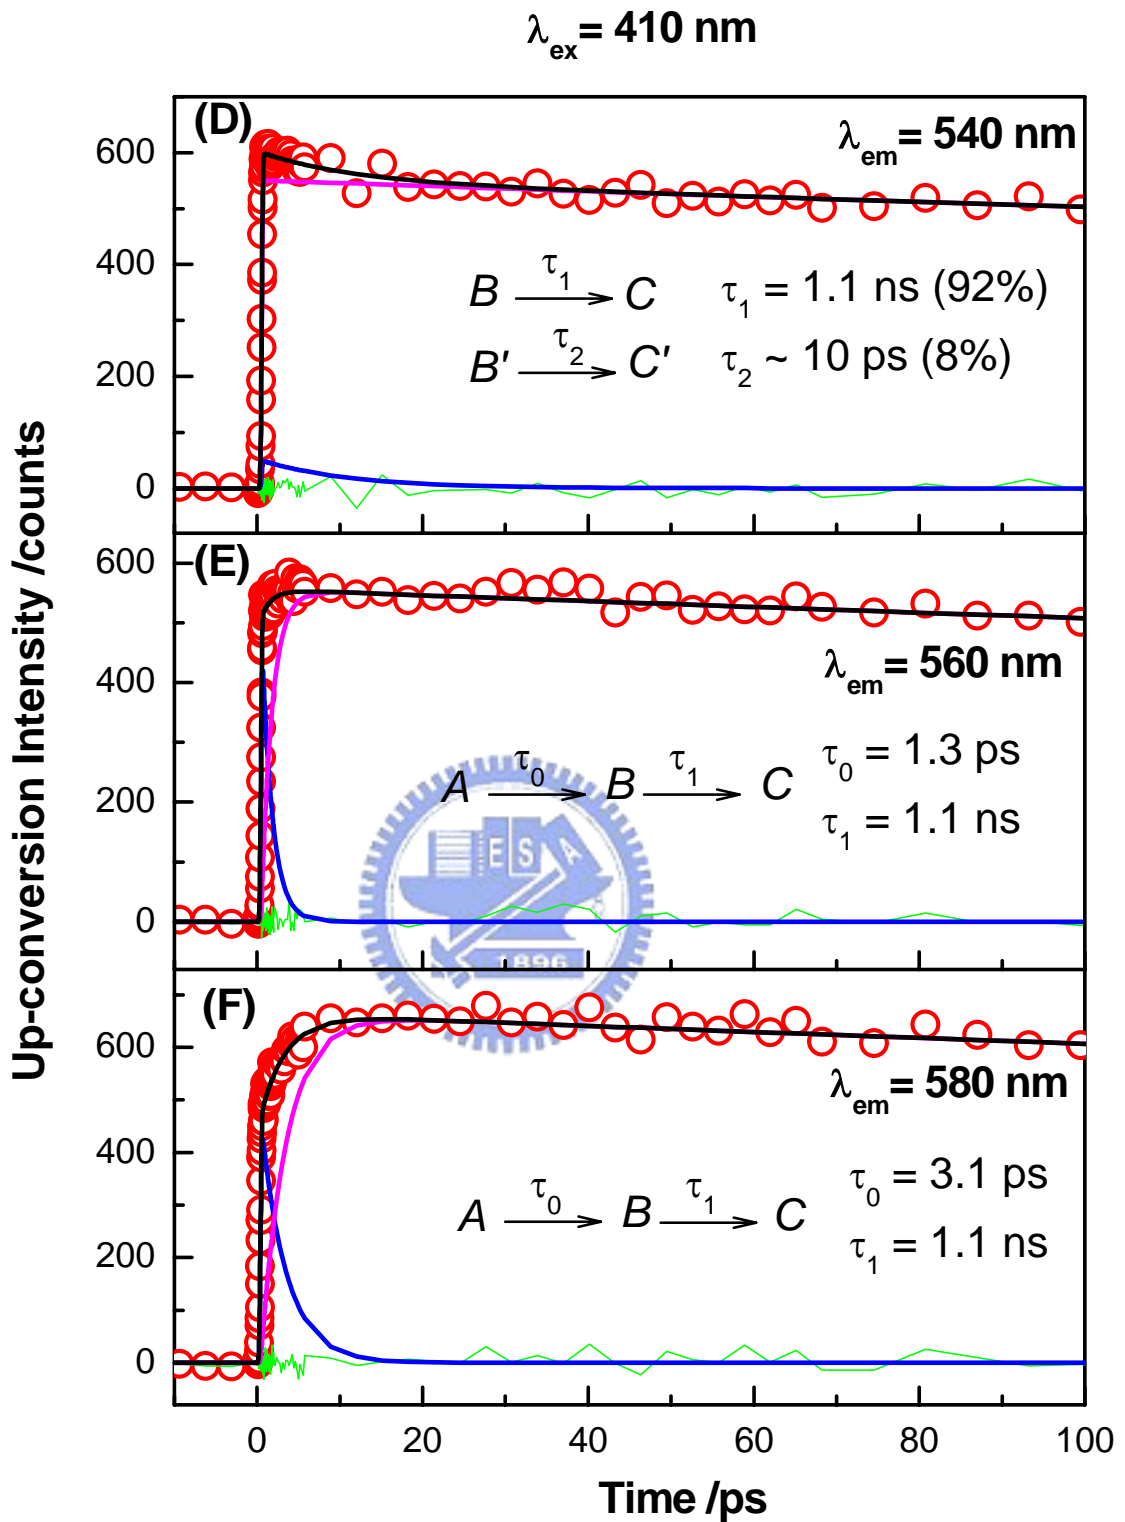 λex= 410 nm
Up-conversion Intensity /counts
(D)
λem= 540 nm
600
400
200
0
B τ1 C τ1 = 1.1 ns (92%)
B' τ2 C' τ2 ~ 10 ps (8%)
(E)
λem= 560 nm
600
400
200
0
A τ0 B τ1 C
τ0 = 1.3 ps
τ1 = 1.1 ns
E S A
1896
(F)
λem= 580 nm
600
400
200
0
A τ0 B τ1 C
τ0 = 3.1 ps
τ1 = 1.1 ns
0 20 40 60 80 100
Time /ps